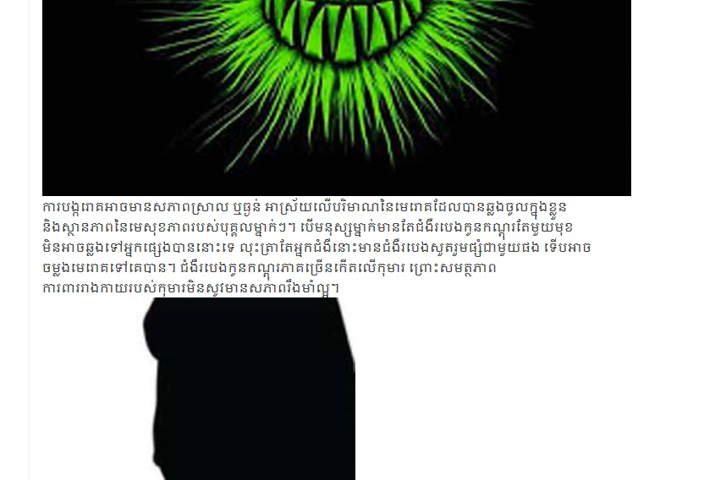 ការបង្ករោគអាចមានសភាពស្រាល ឬធ្ងន់ អាស្រ័យលើបរិមាណនៃមេរោគដែលបានឆ្លងចូលក្នុងខ្លួន
និងស្ថានភាពនៃមេសុខភាពរបស់បុគ្គលម្នាក់ៗ។ បើមនុស្សម្នាក់មានតែជំងឺរបេងកូនកណ្តុរតែមួយមុខ
មិនអាចឆ្លងទៅអ្នកផ្សេងបាននោះទេ លុះត្រាតែអ្នកជំងឺនោះមានជំងឺរបេងសួតរួមផ្សំជាមួយផង ទើបអាច
ចម្លងមេរោគទៅគេបាន។ ជំងឺរបេងកូនកណ្តុរភាគច្រើនកើតលើកុមារ ព្រោះសមត្ថភាព
ការពាររាងកាយរបស់កុមារមិនសូវមានសភាពរឹងមាំល្អ។